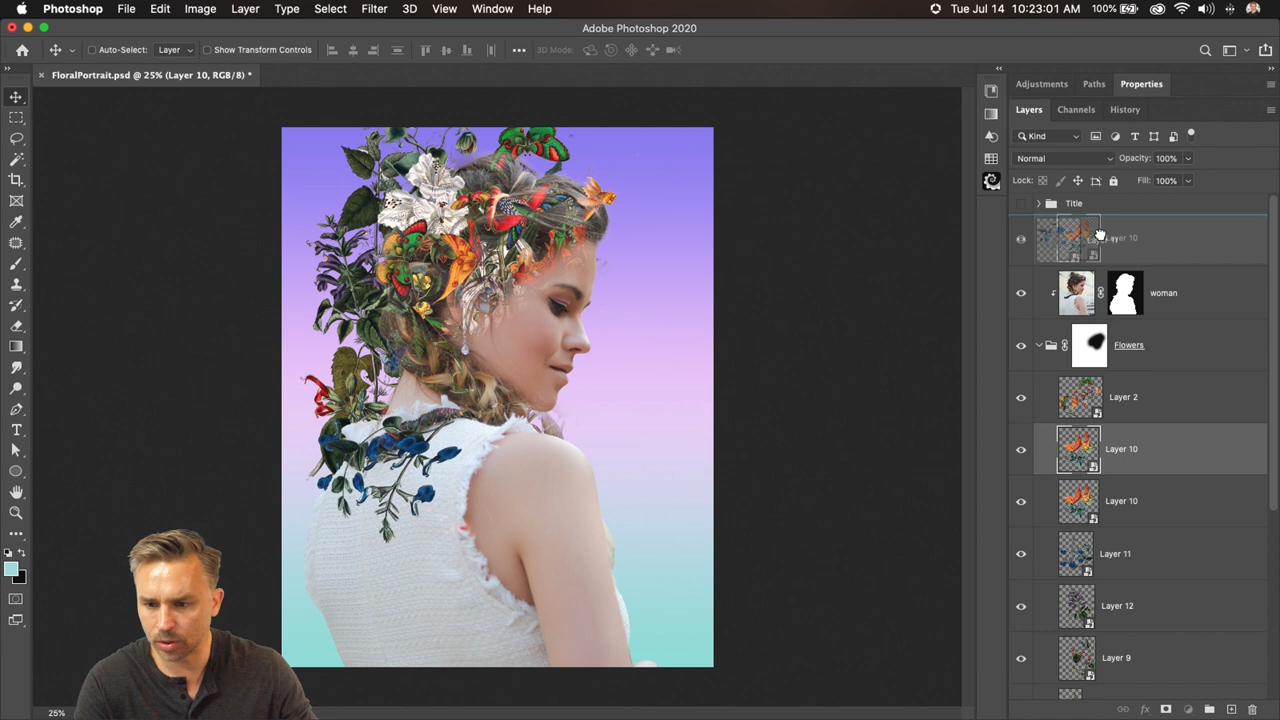 Photoshop File Edit Image Layer Type Select Filter 3D View Window Help 100% Tue Jul 14 10:23:01 AM
Adobe Photoshop 2020
Auto-Select: Layer Show Transform Controls 3D Mode:
FloralPortrait.psd @ 25% (Layer 10, RGB/8) *
Adjustments Paths Properties
Layers Channels History
Kind
Normal Opacity: 100%
Lock: Fill: 100%
Title
Layer 10
woman
Flowers
Layer 2
Layer 10
Layer 10
Layer 11
Layer 12
Layer 9
25%